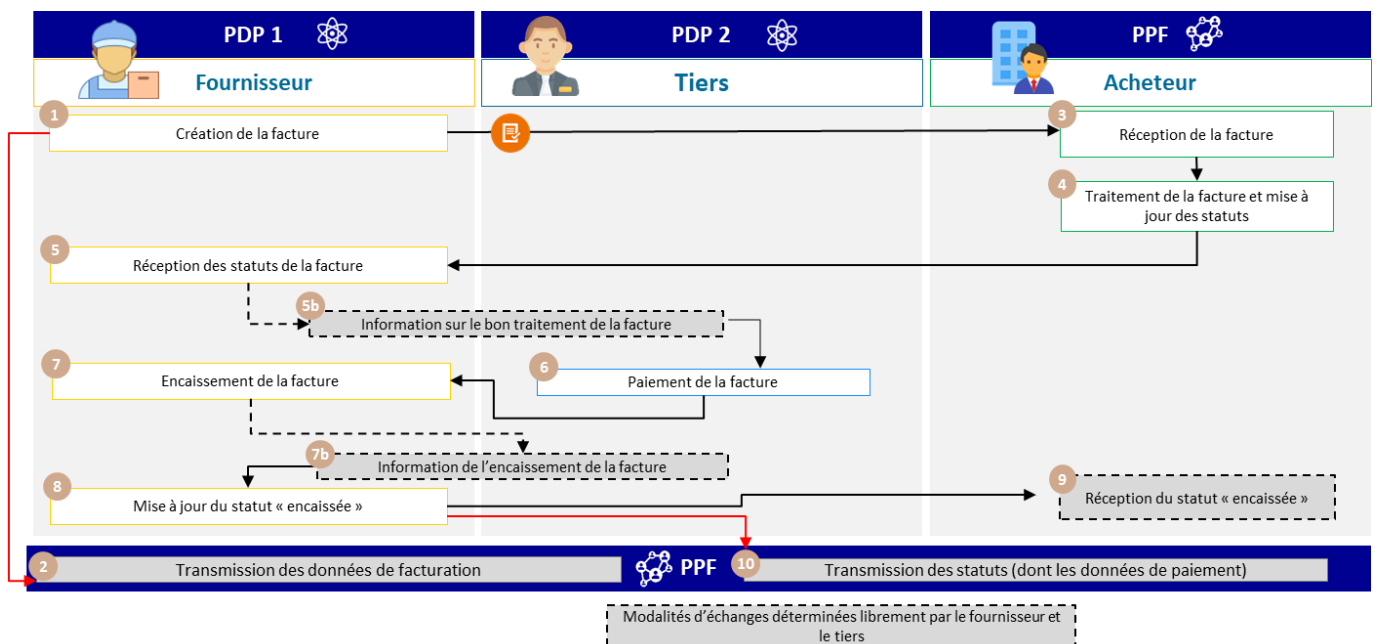 PDP 1
PDP 2
PPF
Fournisseur
Tiers
Acheteur
1
Création de la facture
3
Réception de la facture
4
Traitement de la facture et mise à
jour des statuts
5
Réception des statuts de la facture
5b
Information sur le bon traitement de la facture
7
Encaissement de la facture
6
Paiement de la facture
7b
Information de l'encaissement de la facture
8
Mise à jour du statut « encaissée »
9
Réception du statut « encaissée »
2
Transmission des données de facturation
PPF
10
Transmission des statuts (dont les données de paiement)
Modalités d'échanges déterminées librement par le fournisseur et
le tiers